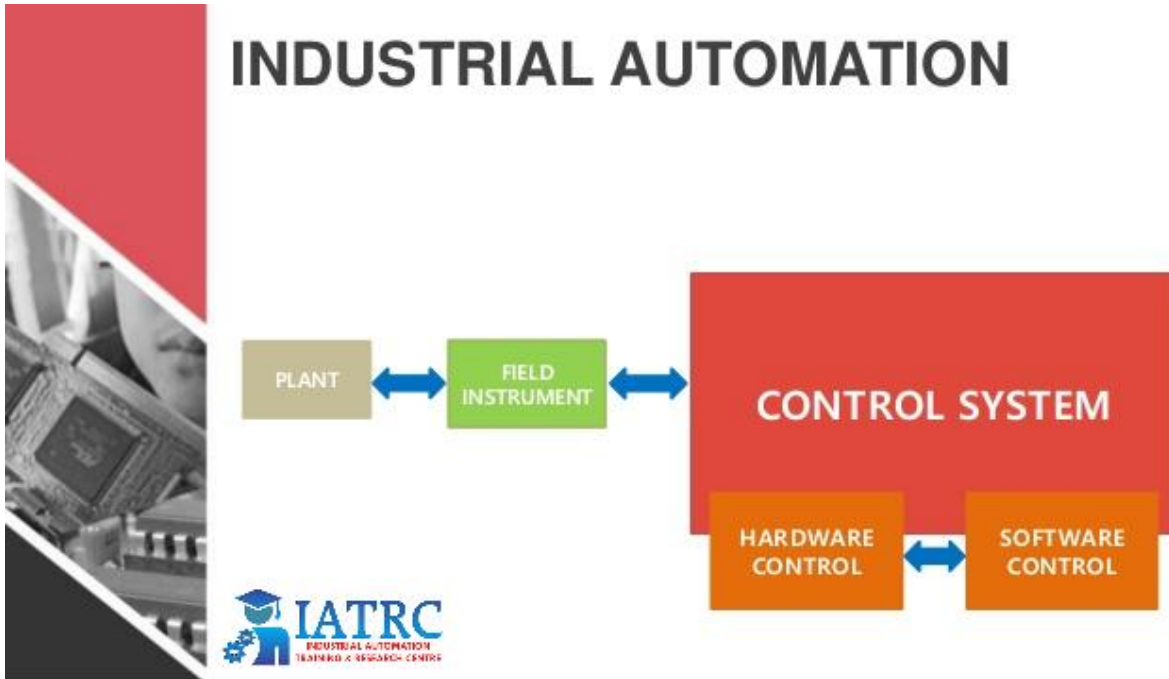 INDUSTRIAL AUTOMATION
PLANT
FIELD
INSTRUMENT
CONTROL SYSTEM
HARDWARE
CONTROL
SOFTWARE
CONTROL
IATRC
INDUSTRIAL AUTOMATION
TRAINING & RESEARCH CENTRE